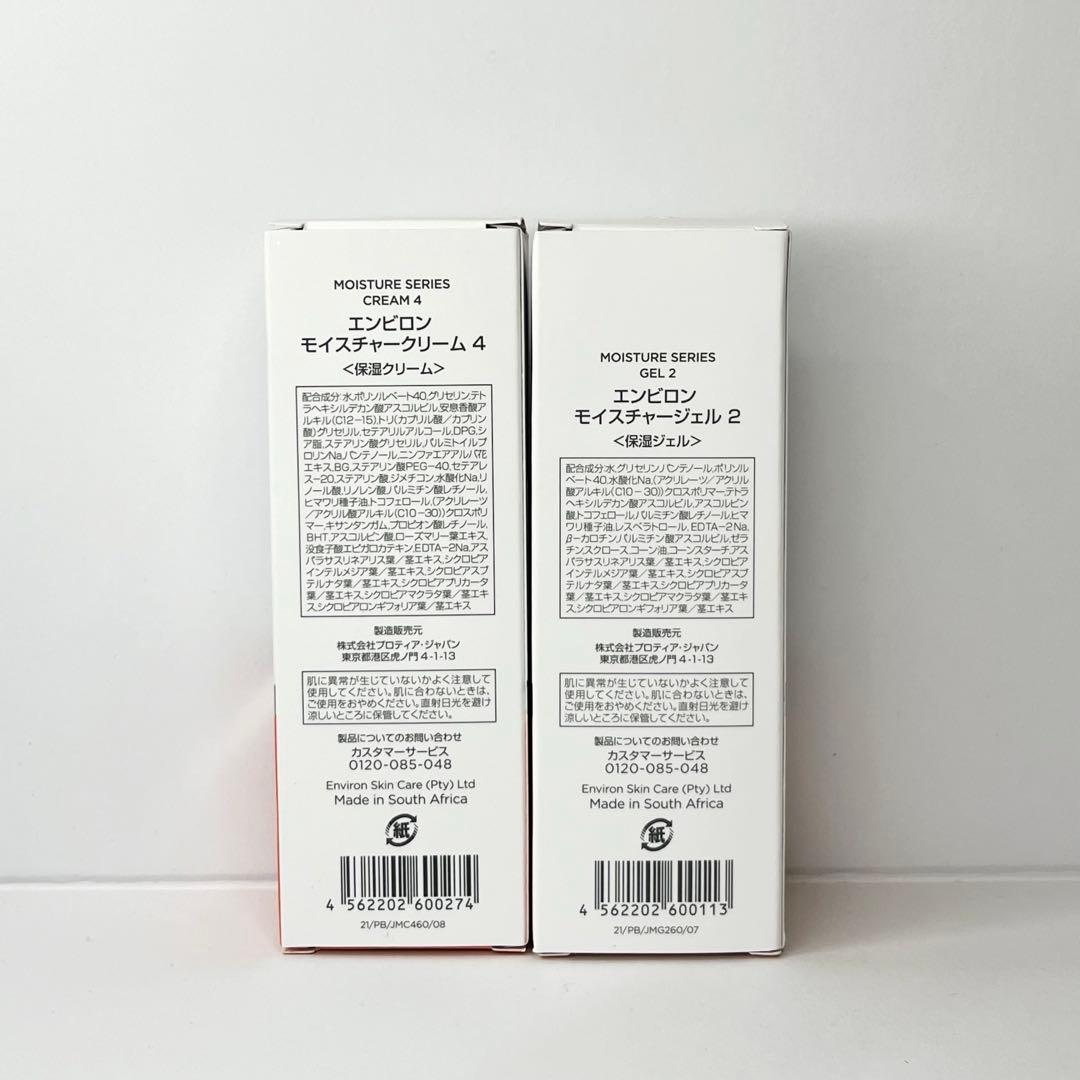 MOISTURE SERIES
CREAM 4
エンビロン
モイスチャークリーム 4
<保湿クリーム>
配合成分:水,ポリソルベート40,グリセリン,テト
ラヘキシルデカン酸アスコルビル,安息香酸ア
ルキル(C12-15),トリ(カプリル酸/カプリン
酸)グリセリル,セテアリルアルコール,DPG,シ
ア脂,ステアリン酸グリセリル,パルミトイルプ
ロリンNa,パンテノール,ニンファエアアルバ花
エキス,BG,ステアリン酸PEG-40,セテアレ
ス-20,ステアリン酸,ジメチコン,水酸化Na,リ
ノール酸,リノレン酸,パルミチン酸レチノール,
ヒマワリ種子油,トコフェロール,(アクリレーツ
/アクリル酸アルキル(C10-30))クロスポリ
マー,キサンタンガム,プロピオン酸レチノール,
BHT,アスコルビン酸,ローズマリー葉エキス,
没食子酸エピガロカテキン,EDTA-2Na,アス
パラサスリネアリス葉/茎エキス,シクロピア
インテルメジア葉/茎エキス,シクロピアスブ
テルナタ葉/茎エキス,シクロピアプリカータ
葉/茎エキス,シクロピアマクラタ葉/茎エキ
ス,シクロピアロンギフォリア葉/茎エキス
製造販売元
株式会社プロティア・ジャパン
東京都港区虎ノ門 4-1-13
肌に異常が生じていないかよく注意して
使用してください。肌に合わないときは、
ご使用をおやめください。直射日光を避け
涼しいところに保管してください。
製品についてのお問い合わせ
カスタマーサービス
0120-085-048
Environ Skin Care (Pty) Ltd
Made in South Africa
紙
4 562202 600274
21/PB/JMC460/08
MOISTURE SERIES
GEL 2
エンビロン
モイスチャージェル 2
<保湿ジェル>
配合成分:水,グリセリン,パンテノール,ポリソル
ベート40,水酸化Na,(アクリレーツ/アクリル
酸アルキル(C10-30))クロスポリマー,テトラ
ヘキシルデカン酸アスコルビル,アスコルビン
酸,トコフェロール,パルミチン酸レチノール,ヒマ
ワリ種子油,レスベラトロール,EDTA-2Na,
β-カロチン,パルミチン酸アスコルビル,ゼラ
チン,スクロース,コーン油,コーンスターチ,アス
パラサスリネアリス葉/茎エキス,シクロピア
インテルメジア葉/茎エキス,シクロピアスブ
テルナタ葉/茎エキス,シクロピアプリカータ
葉/茎エキス,シクロピアマクラタ葉/茎エキ
ス,シクロピアロンギフォリア葉/茎エキス
製造販売元
株式会社プロティア・ジャパン
東京都港区虎ノ門 4-1-13
肌に異常が生じていないかよく注意して
使用してください。肌に合わないときは、
ご使用をおやめください。直射日光を避け
涼しいところに保管してください。
製品についてのお問い合わせ
カスタマーサービス
0120-085-048
Environ Skin Care (Pty) Ltd
Made in South Africa
紙
4 562202 600113
21/PB/JMG260/07